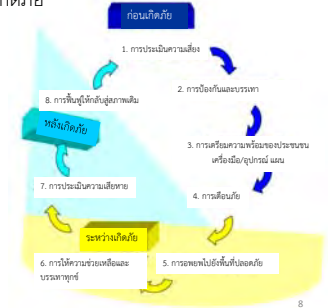 เกิดภัย
ก่อนเกิดภัย
1. การประเมินความเสี่ยง
2. การป้องกันและบรรเทา
3. การเตรียมความพร้อมของประชชน
เครื่องมือ/อุปกรณ์ แผน
4. การเตือนภัย
ระหว่างเกิดภัย
5. การอพยพไปยังพื้นที่ปลอดภัย
6. การให้ความช่วยเหลือและ
บรรเทาทุกข์
7. การประเมินความเสียหาย
หลังเกิดภัย
8. การฟื้นฟูให้กลับสู่สภาพเดิม
8